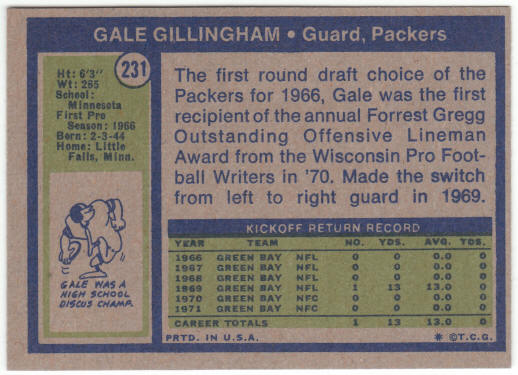 GALE GILLINGHAM • Guard, Packers
231
Ht: 6'3"
Wt: 265
School:
Minnesota
First Pro
Season: 1966
Born: 2-3-44
Home: Little
Falls, Minn.
The first round draft choice of the
Packers for 1966, Gale was the first
recipient of the annual Forrest Gregg
Outstanding Offensive Lineman
Award from the Wisconsin Pro Foot-
ball Writers in '70. Made the switch
from left to right guard in 1969.
GALE WAS A
HIGH SCHOOL
DISCUS CHAMP.
KICKOFF RETURN RECORD
YEAR TEAM NO. YDS. AVG. TDS.
1966 GREEN BAY NFL 0 0 0.0 0
1967 GREEN BAY NFL 0 0 0.0 0
1968 GREEN BAY NFL 0 0 0.0 0
1969 GREEN BAY NFL 1 13 13.0 0
1970 GREEN BAY NFC 0 0 0.0 0
1971 GREEN BAY NFC 0 0 0.0 0
CAREER TOTALS 1 13 13.0 0
PRTD. IN U.S.A. * © T.C.G.